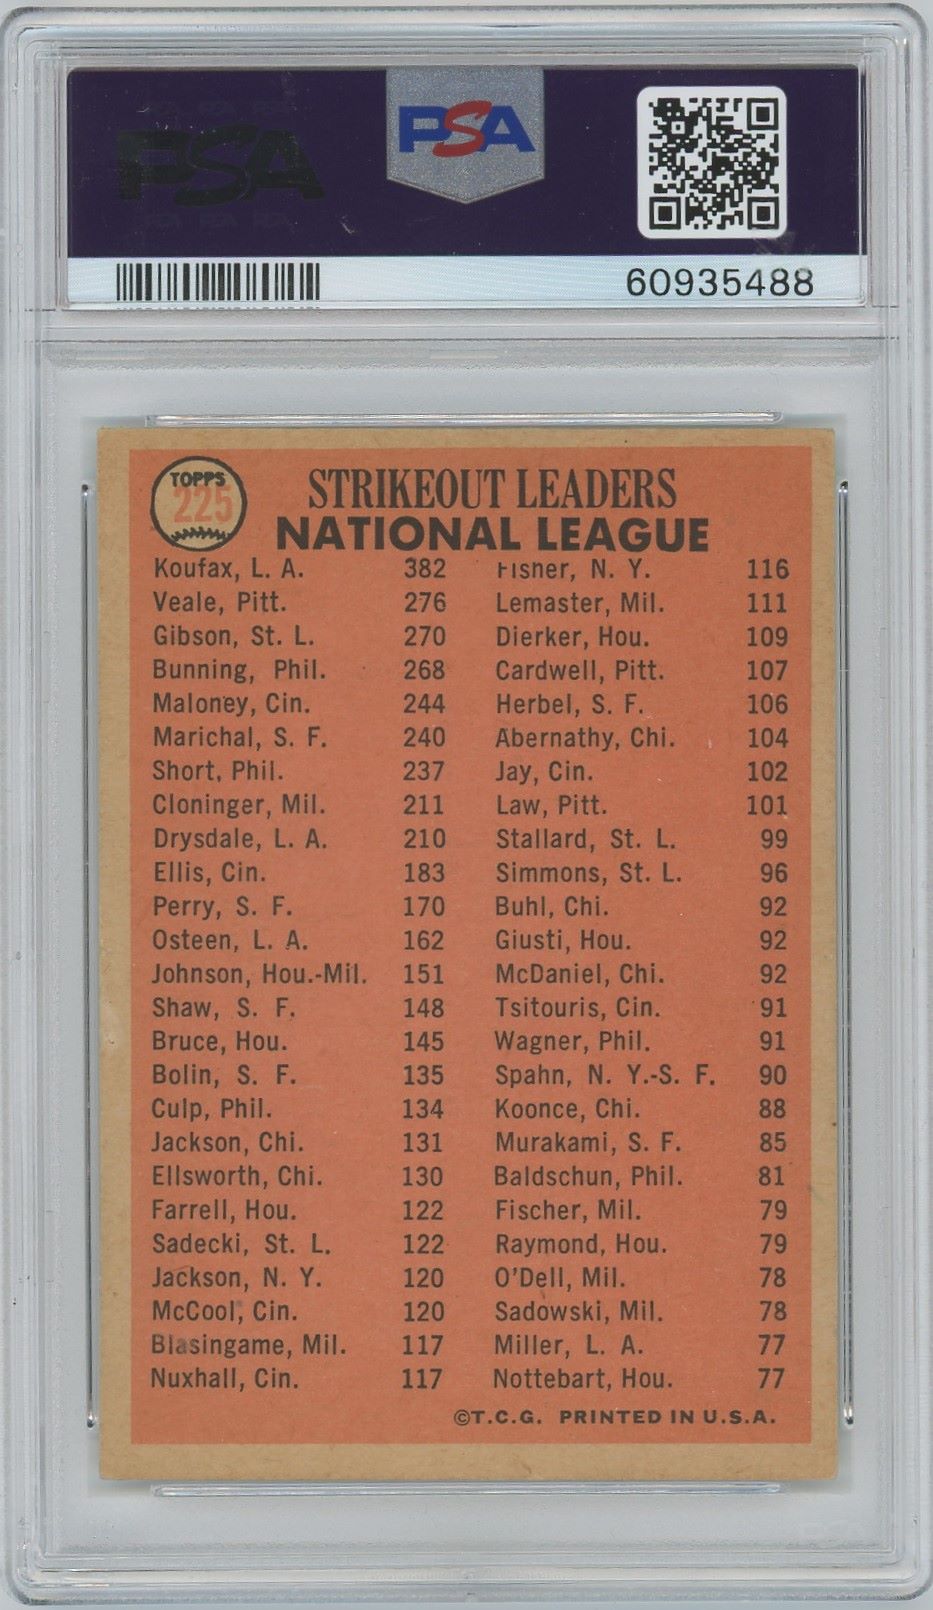 PSA
PSA
60935488
TOPPS
225
STRIKEOUT LEADERS
NATIONAL LEAGUE
Koufax, L. A. 382
Veale, Pitt. 276
Gibson, St. L. 270
Bunning, Phil. 268
Maloney, Cin. 244
Marichal, S. F. 240
Short, Phil. 237
Cloninger, Mil. 211
Drysdale, L. A. 210
Ellis, Cin. 183
Perry, S. F. 170
Osteen, L. A. 162
Johnson, Hou.-Mil. 151
Shaw, S. F. 148
Bruce, Hou. 145
Bolin, S. F. 135
Culp, Phil. 134
Jackson, Chi. 131
Ellsworth, Chi. 130
Farrell, Hou. 122
Sadecki, St. L. 122
Jackson, N. Y. 120
McCool, Cin. 120
Blasingame, Mil. 117
Nuxhall, Cin. 117
Fisher, N. Y. 116
Lemaster, Mil. 111
Dierker, Hou. 109
Cardwell, Pitt. 107
Herbel, S. F. 106
Abernathy, Chi. 104
Jay, Cin. 102
Law, Pitt. 101
Stallard, St. L. 99
Simmons, St. L. 96
Buhl, Chi. 92
Giusti, Hou. 92
McDaniel, Chi. 92
Tsitouris, Cin. 91
Wagner, Phil. 91
Spahn, N. Y.-S. F. 90
Koonce, Chi. 88
Murakami, S. F. 85
Baldschun, Phil. 81
Fischer, Mil. 79
Raymond, Hou. 79
O'Dell, Mil. 78
Sadowski, Mil. 78
Miller, L. A. 77
Nottebart, Hou. 77
©T.C.G. PRINTED IN U.S.A.